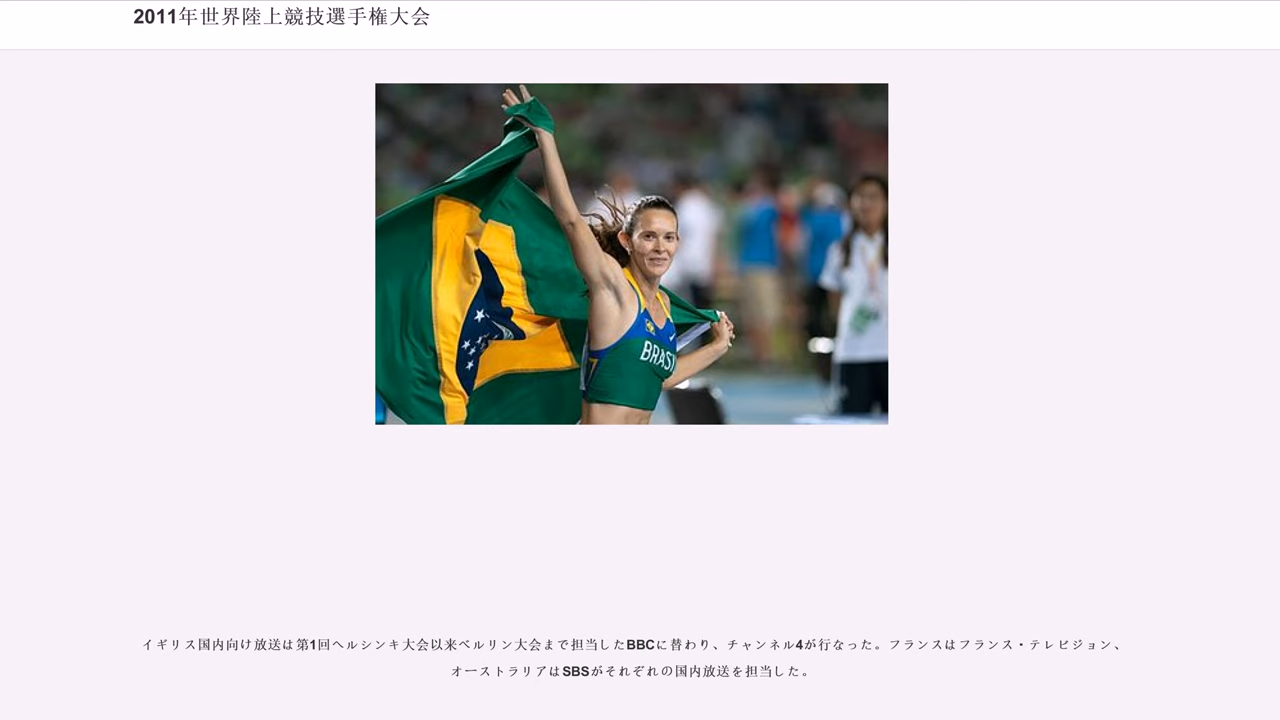 2011年世界陸上競技選手権大会
BRASI
イギリス国内向け放送は第1回ヘルシンキ大会以来ベルリン大会まで担当したBBCに替わり、チャンネル4が行なった。フランスはフランス・テレビジョン、
オーストラリアはSBSがそれぞれの国内放送を担当した。